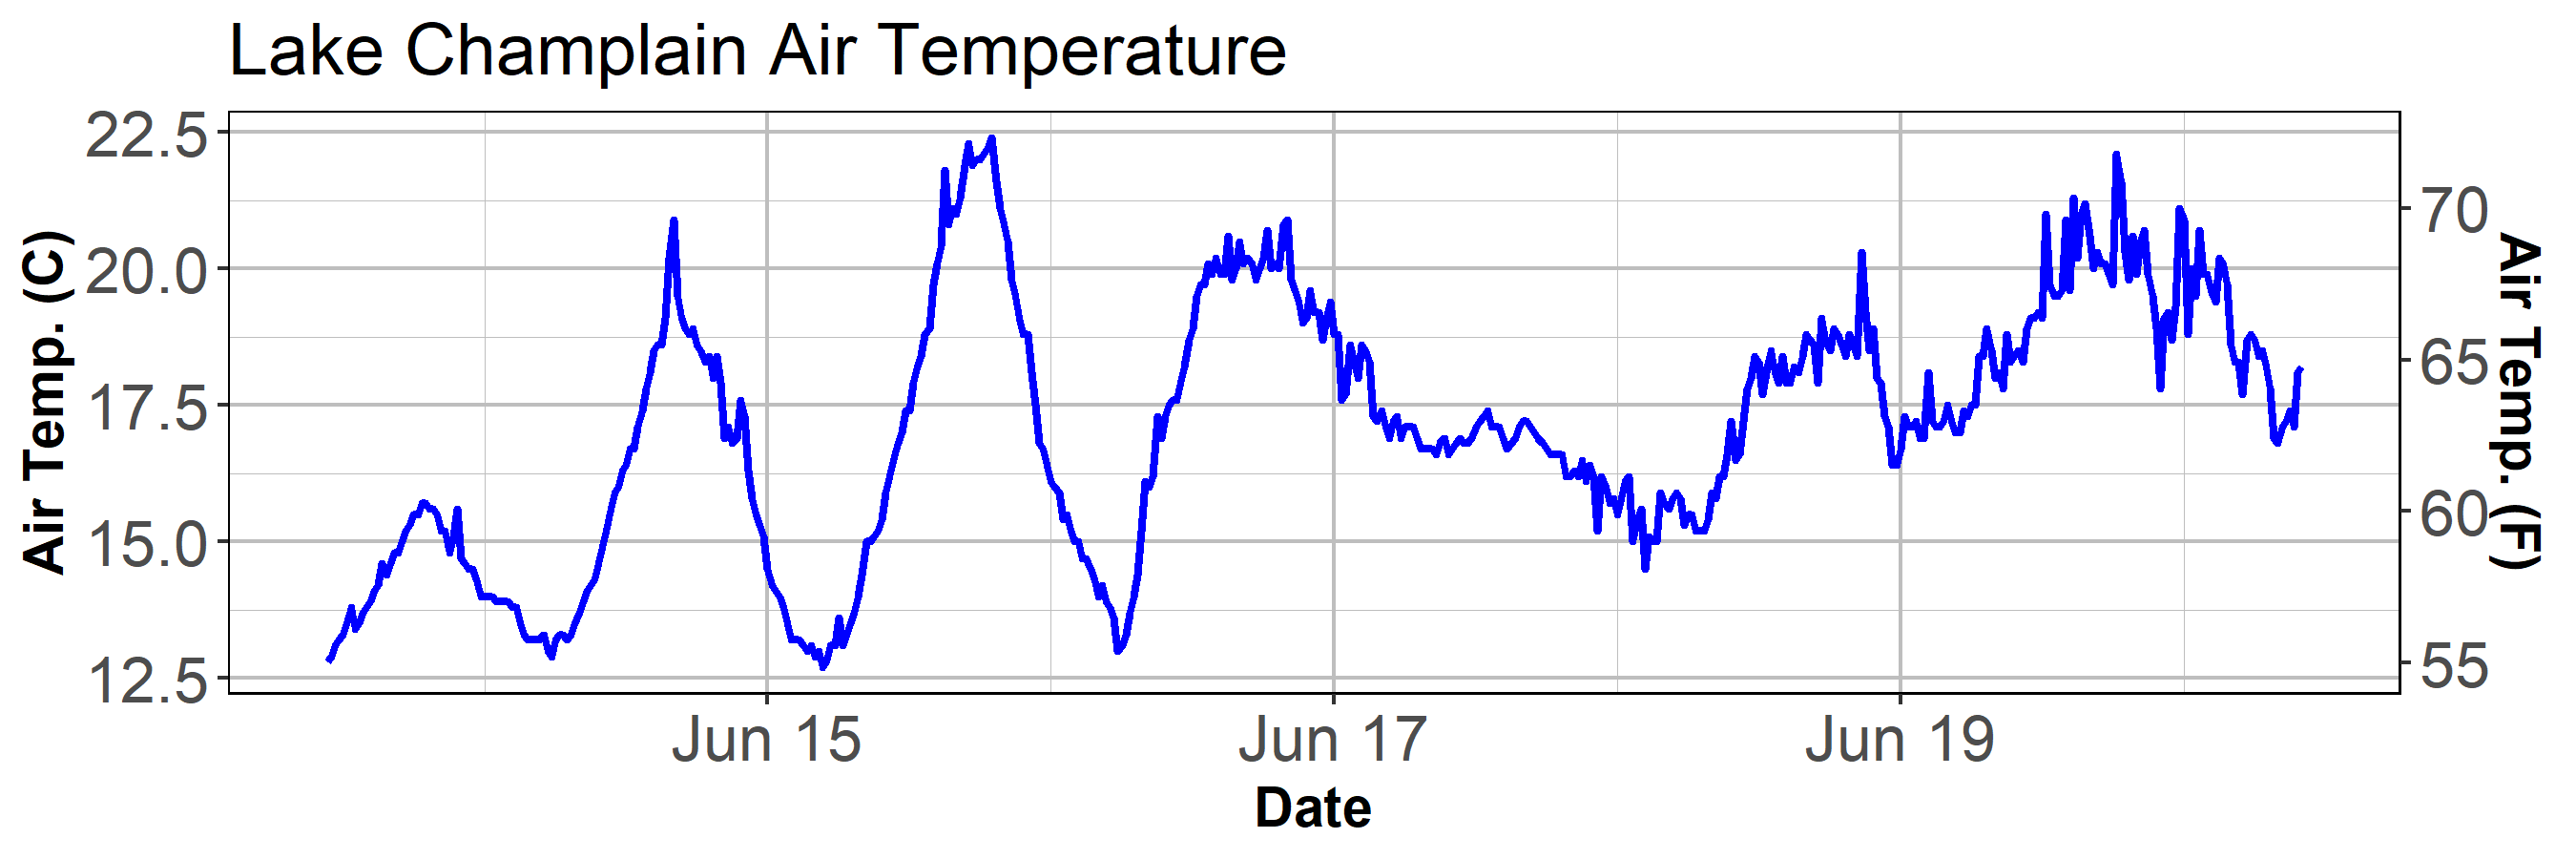 Lake Champlain Air Temperature
Air Temp. (C)
22.5
20.0
17.5
15.0
12.5
70
65
60
55
Air Temp. (F)
Jun 15 Jun 17 Jun 19
Date